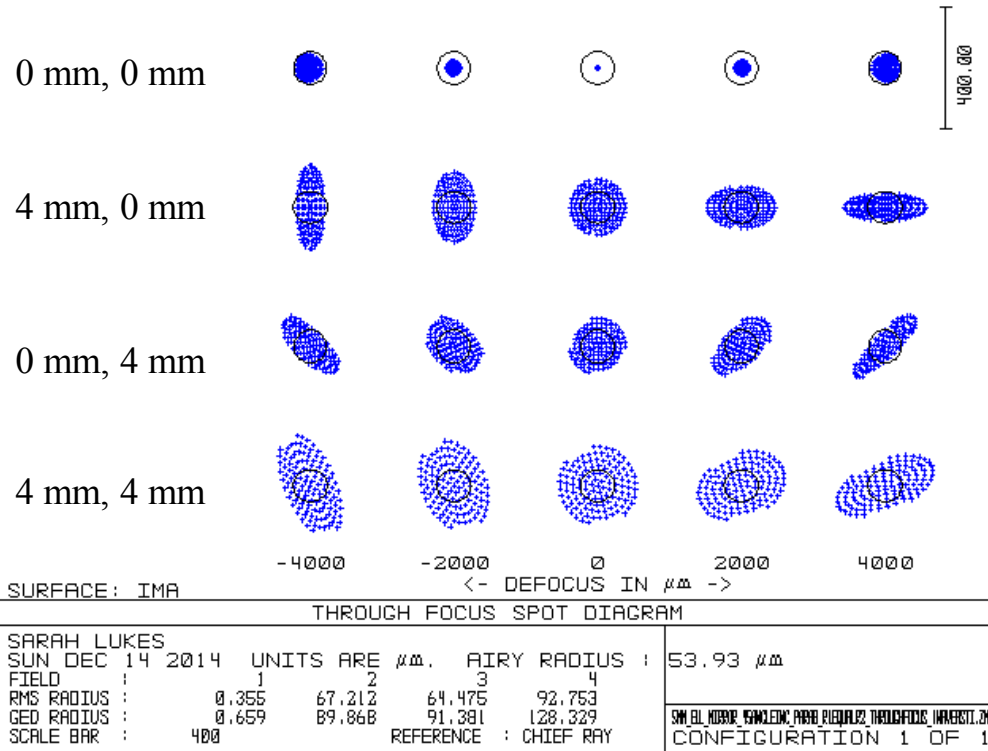 400.00
0 mm, 0 mm
4 mm, 0 mm
0 mm, 4 mm
4 mm, 4 mm
-4000 -2000 0 2000 4000
SURFACE: IMA <- DEFOCUS IN µm ->
THROUGH FOCUS SPOT DIAGRAM
SARAH LUKES
SUN DEC 14 2014 UNITS ARE µm. AIRY RADIUS : 53.93 µm
FIELD : 1 2 3 4
RMS RADIUS : 0.355 67.212 64.475 92.753
GEO RADIUS : 0.659 89.868 91.381 128.329
SCALE BAR : 400 REFERENCE : CHIEF RAY
CONFIGURATION 1 OF 1